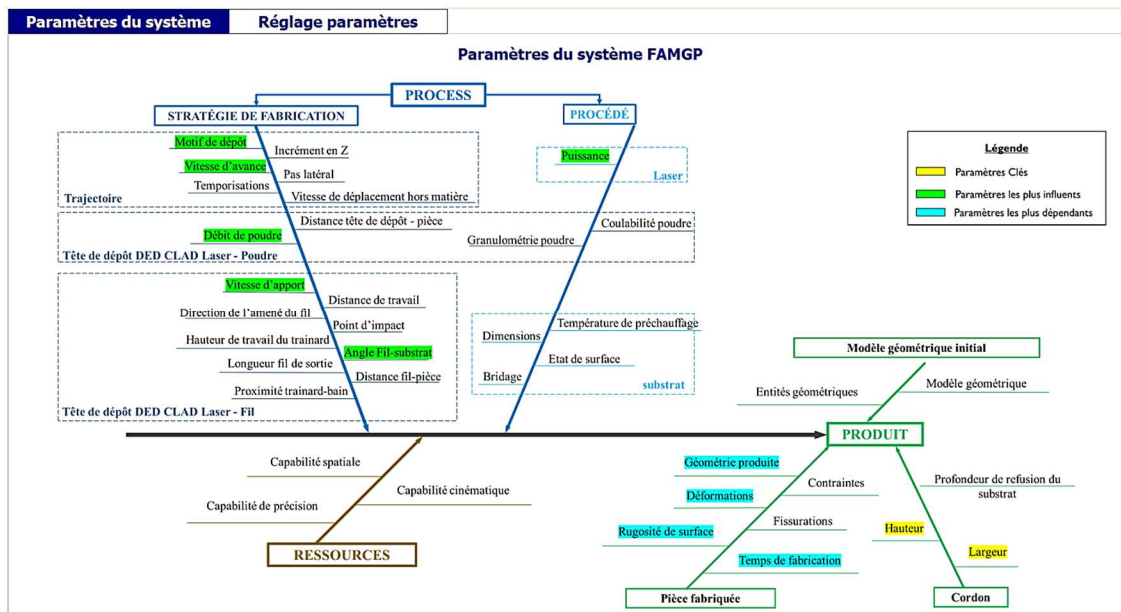 Paramètres du système
Réglage paramètres
Paramètres du système FAMGP
PROCESS
STRATÉGIE DE FABRICATION
PROCÉDÉ
Motif de dépôt
Incrément en Z
Vitesse d'avance
Pas latéral
Temporisations
Vitesse de déplacement hors matière
Trajectoire
Puissance
Laser
Légende
Paramètres Clés
Paramètres les plus influents
Paramètres les plus dépendants
Distance tête de dépôt - pièce
Débit de poudre
Tête de dépôt DED CLAD Laser - Poudre
Coulabilité poudre
Granulométrie poudre
Vitesse d'apport
Distance de travail
Direction de l'amené du fil
Point d'impact
Hauteur de travail du trainard
Angle Fil-substrat
Longueur fil de sortie
Distance fil-pièce
Proximité trainard-bain
Tête de dépôt DED CLAD Laser - Fil
Température de préchauffage
Dimensions
Etat de surface
Bridage
substrat
Modèle géométrique initial
Modèle géométrique
Entités géométriques
PRODUIT
Capabilité spatiale
Capabilité cinématique
Capabilité de précision
RESSOURCES
Géométrie produite
Contraintes
Déformations
Fissurations
Rugosité de surface
Temps de fabrication
Pièce fabriquée
Profondeur de refusion du
substrat
Hauteur
Largeur
Cordon